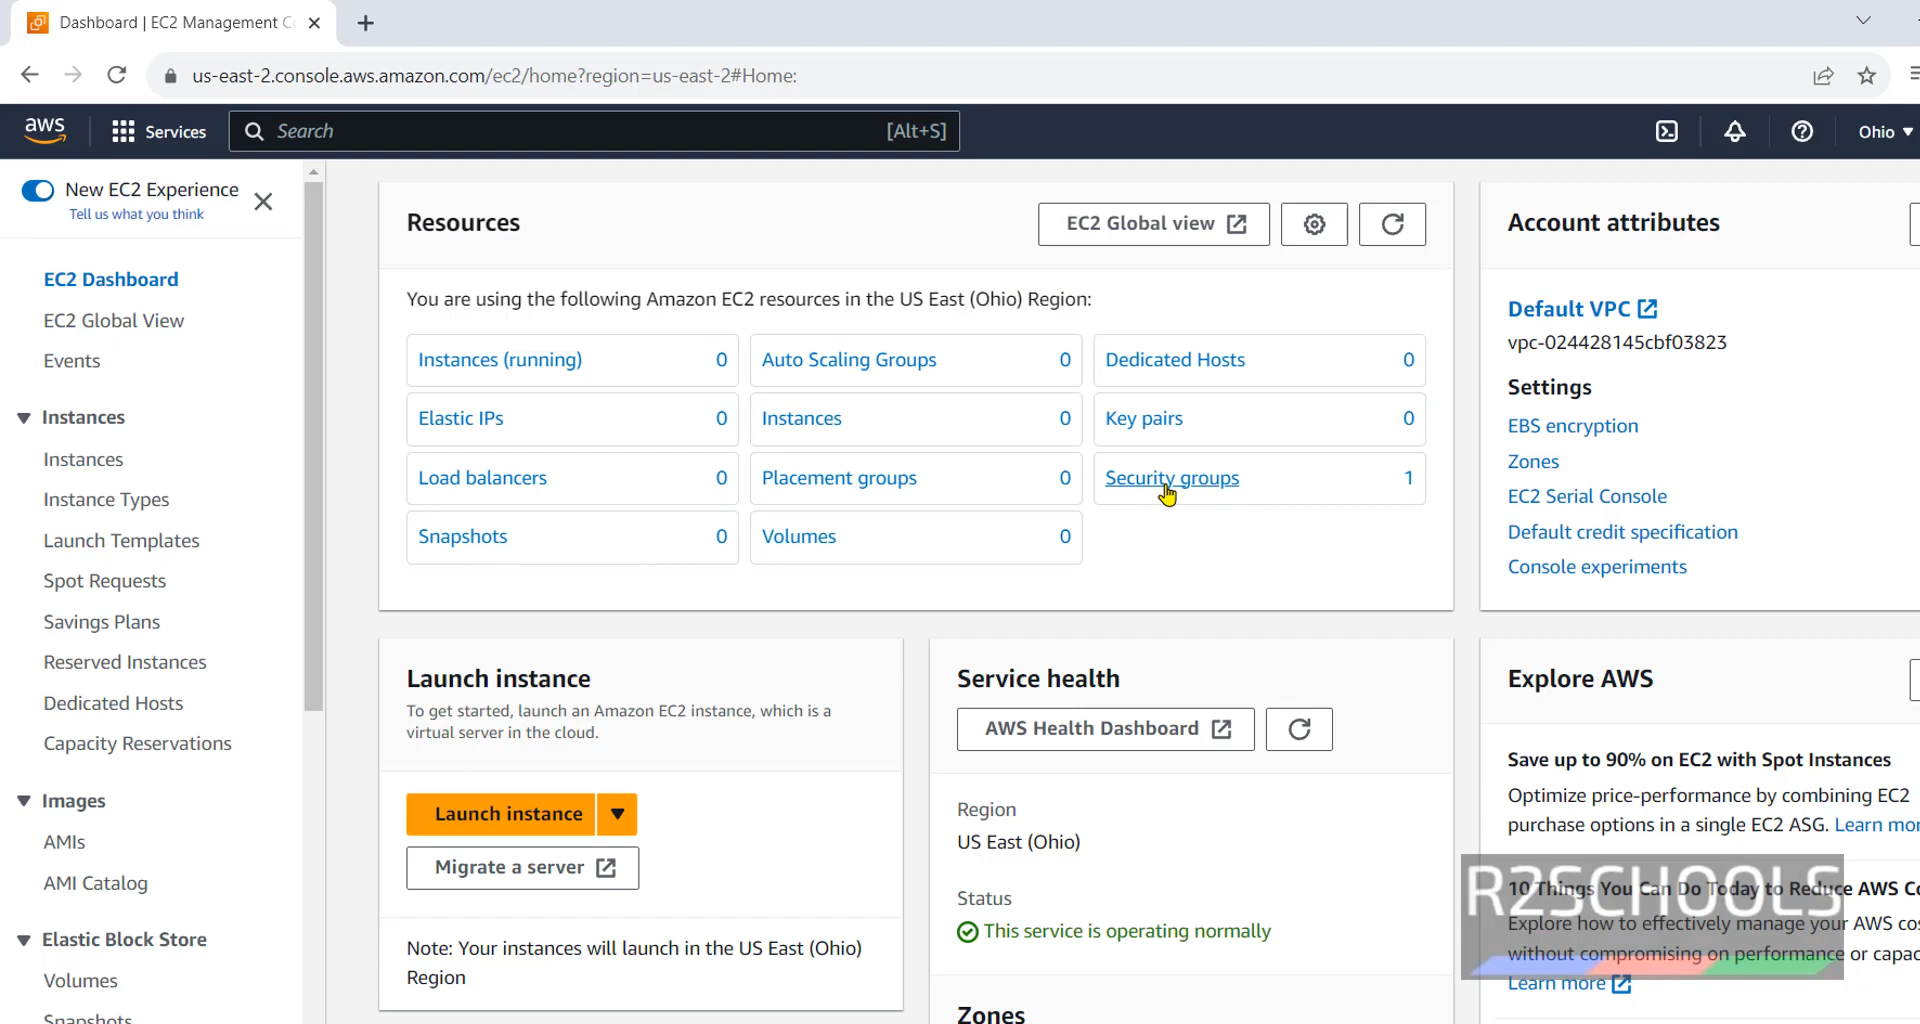 Dashboard | EC2 Management Co
us-east-2.console.aws.amazon.com/ec2/home?region=us-east-2#Home:
aws
Services
Search
[Alt+S]
Ohio
New EC2 Experience
Tell us what you think
EC2 Dashboard
EC2 Global View
Events
Instances
Instances
Instance Types
Launch Templates
Spot Requests
Savings Plans
Reserved Instances
Dedicated Hosts
Capacity Reservations
Images
AMIs
AMI Catalog
Elastic Block Store
Volumes
Snapshots
Resources
EC2 Global view
You are using the following Amazon EC2 resources in the US East (Ohio) Region:
Instances (running) 0
Auto Scaling Groups 0
Dedicated Hosts 0
Elastic IPs 0
Instances 0
Key pairs 0
Load balancers 0
Placement groups 0
Security groups 1
Snapshots 0
Volumes 0
Launch instance
To get started, launch an Amazon EC2 instance, which is a
virtual server in the cloud.
Launch instance
Migrate a server
Note: Your instances will launch in the US East (Ohio)
Region
Service health
AWS Health Dashboard
Region
US East (Ohio)
Status
This service is operating normally
Zones
Account attributes
Default VPC
vpc-024428145cbf03823
Settings
EBS encryption
Zones
EC2 Serial Console
Default credit specification
Console experiments
Explore AWS
Save up to 90% on EC2 with Spot Instances
Optimize price-performance by combining EC2
purchase options in a single EC2 ASG. Learn mor
10 Things You Can Do Today to Reduce AWS Co
Explore how to effectively manage your AWS cos
without compromising on performance or capac
Learn more
R2SCHOOLS